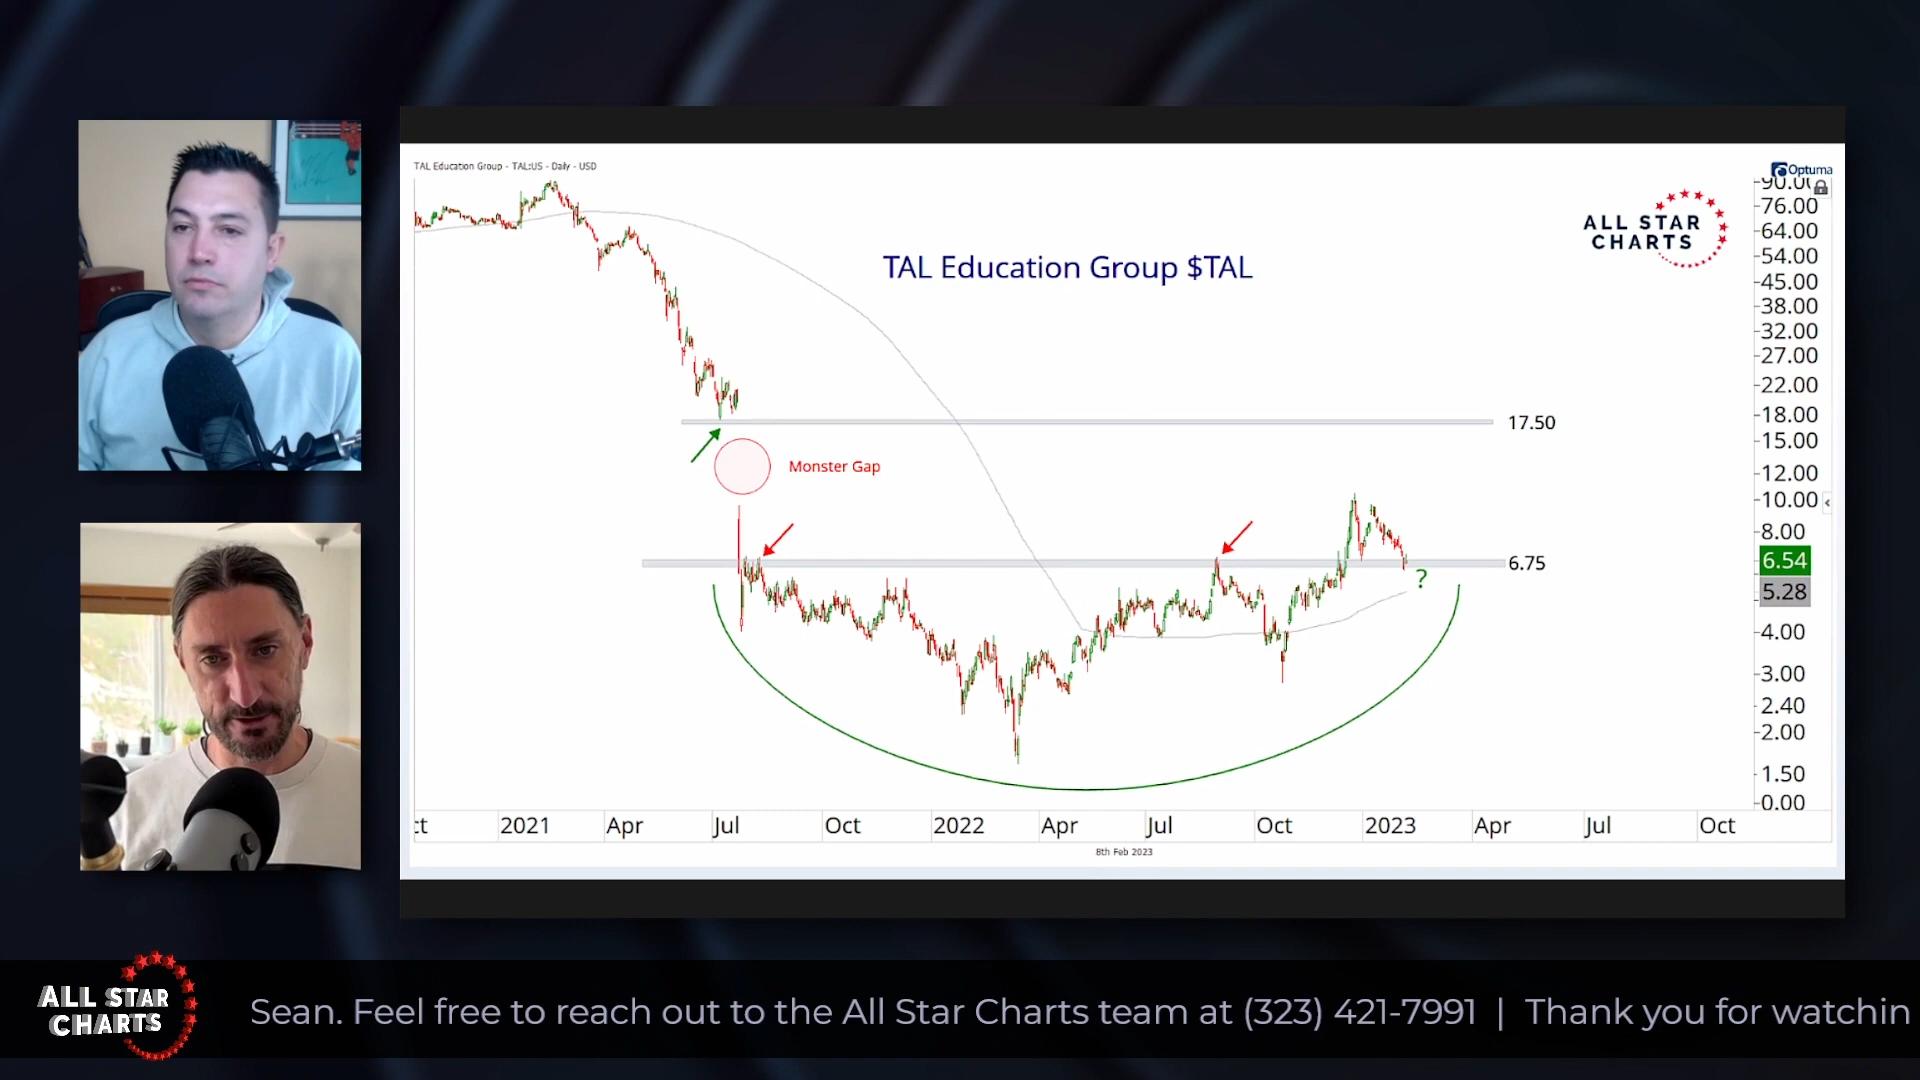 TAL Education Group - TAL:US - Daily - USD
Optuma
ALL STAR
CHARTS
TAL Education Group $TAL
90.00
76.00
64.00
54.00
45.00
38.00
32.00
27.00
22.00
18.00
17.50
15.00
Monster Gap
12.00
10.00
8.00
6.75
6.54
?
5.28
4.00
3.00
2.40
2.00
1.50
0.00
ct 2021 Apr Jul Oct 2022 Apr Jul Oct 2023 Apr Jul Oct
8th Feb 2023
ALL STAR
CHARTS
Sean. Feel free to reach out to the All Star Charts team at (323) 421-7991 | Thank you for watchin